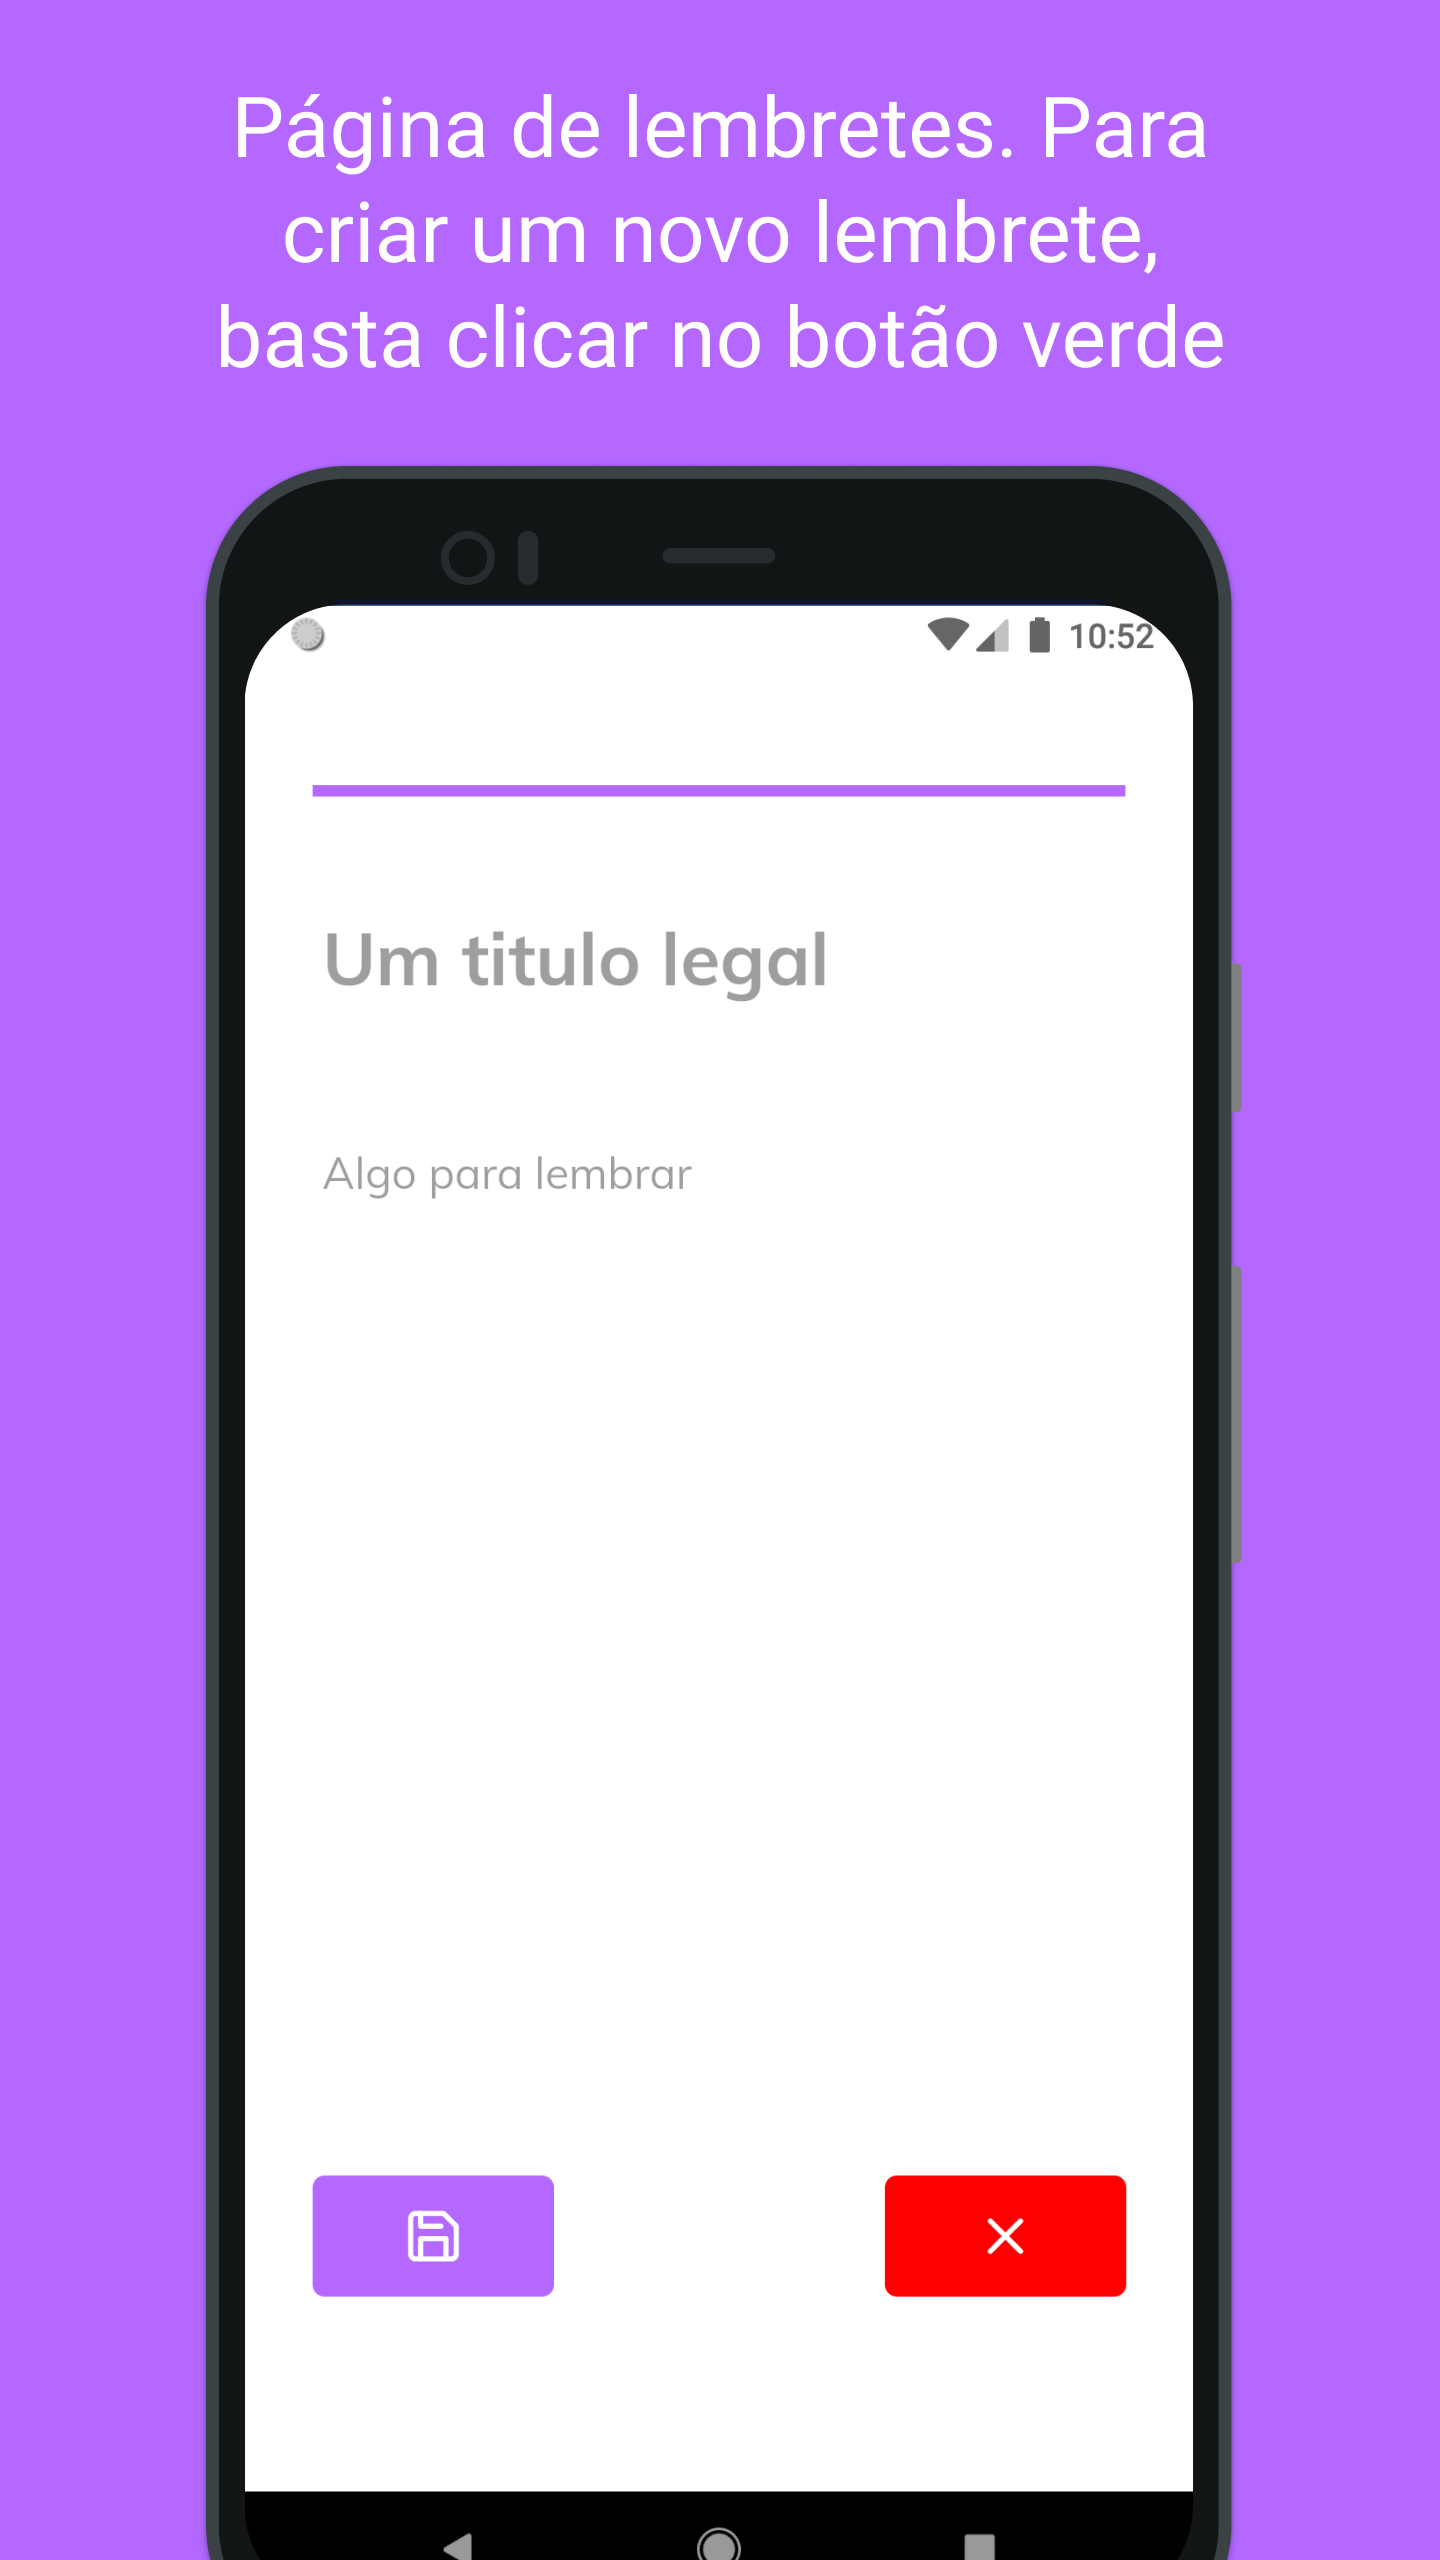 Página de lembretes. Para
criar um novo lembrete,
basta clicar no botão verde
10:52
Um titulo legal
Algo para lembrar